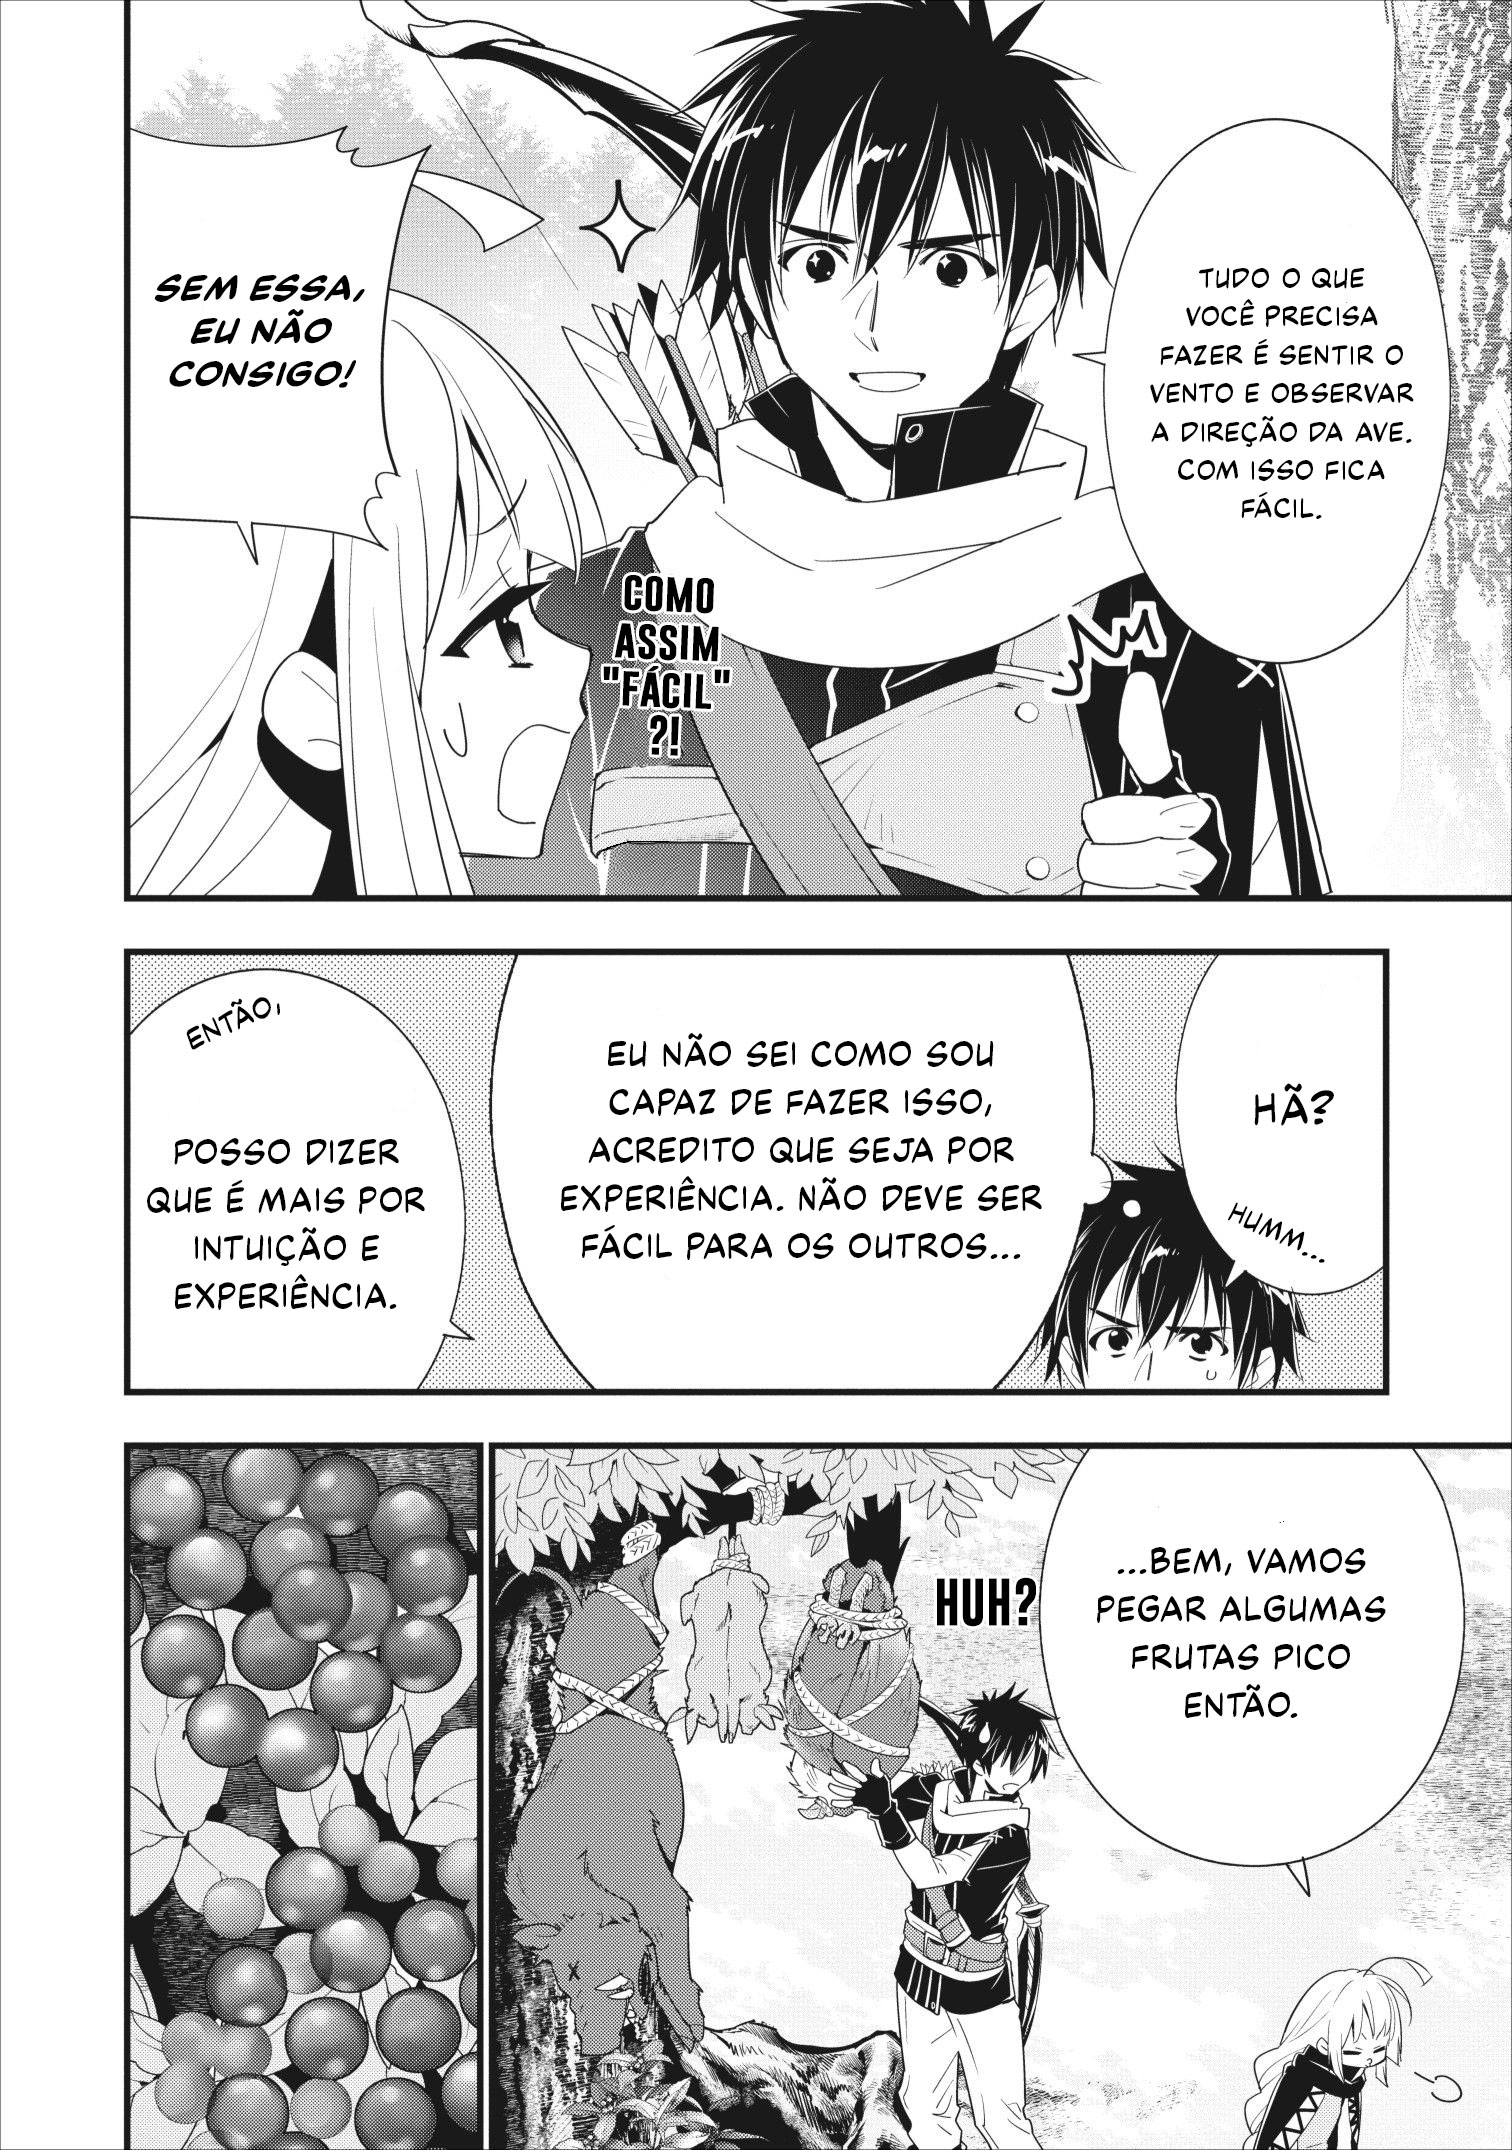 TUDO O QUE
VOCÊ PRECISA
FAZER É SENTIR O
VENTO E OBSERVAR
A DIREÇÃO DA AVE.
COM ISSO FICA
FÁCIL.
SEM ESSA,
EU NÃO
CONSIGO!
COMO
ASSIM
"FÁCIL"
?!
HÃ?
HUMM...
EU NÃO SEI COMO SOU
CAPAZ DE FAZER ISSO,
ACREDITO QUE SEJA POR
EXPERIÊNCIA. NÃO DEVE SER
FÁCIL PARA OS OUTROS...
ENTÃO,
POSSO DIZER
QUE É MAIS POR
INTUIÇÃO E
EXPERIÊNCIA.
...BEM, VAMOS
PEGAR ALGUMAS
FRUTAS PICO
ENTÃO.
HUH?